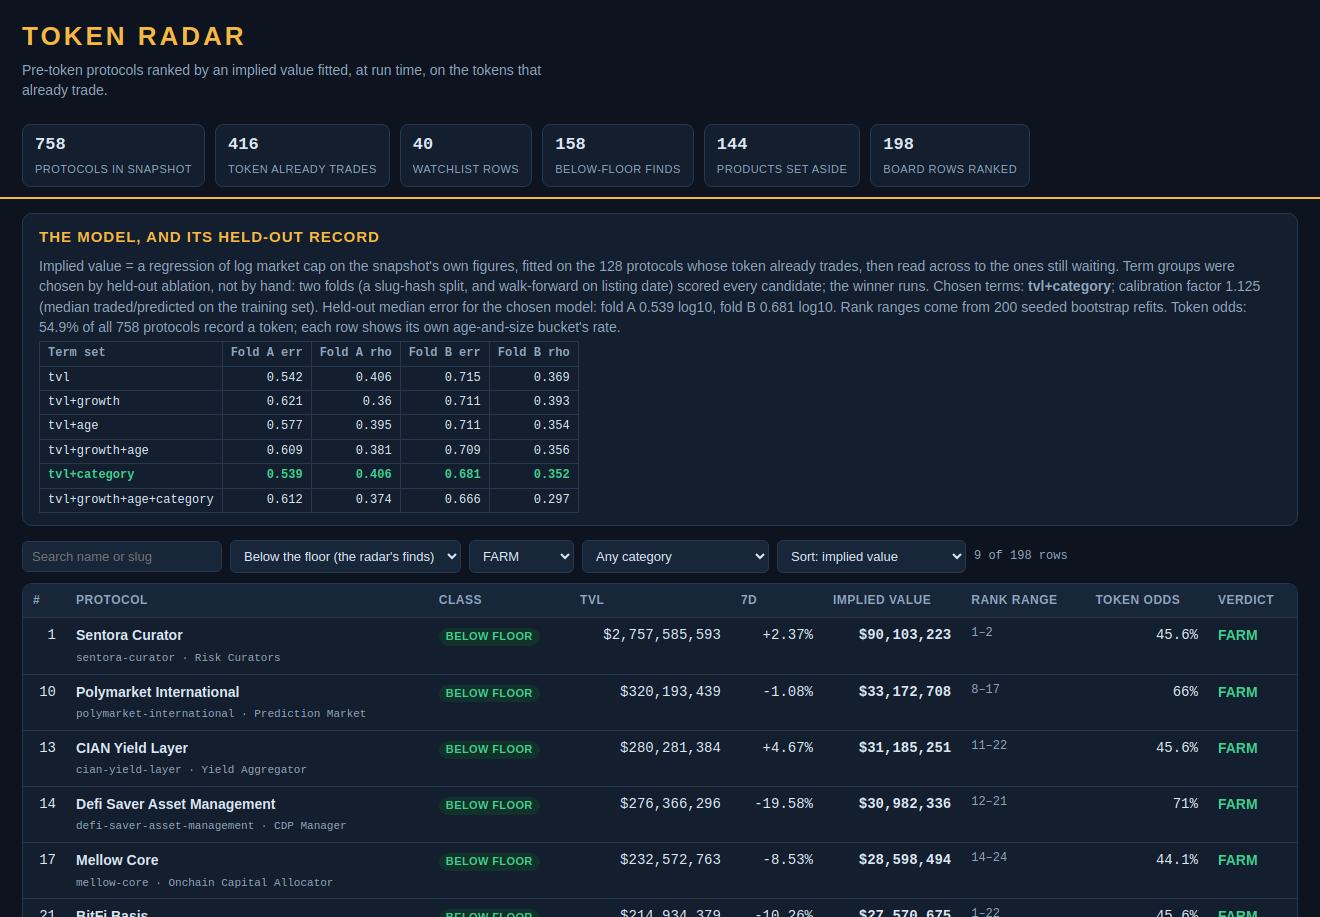 TOKEN RADAR
Pre-token protocols ranked by an implied value fitted, at run time, on the tokens that
already trade.
758 416 40 158 144 198
PROTOCOLS IN SNAPSHOT TOKEN ALREADY TRADES WATCHLIST ROWS BELOW-FLOOR FINDS PRODUCTS SET ASIDE BOARD ROWS RANKED
THE MODEL, AND ITS HELD-OUT RECORD
Implied value = a regression of log market cap on the snapshot's own figures, fitted on the 128 protocols whose token already trades, then read across to the ones still waiting. Term groups were
chosen by held-out ablation, not by hand: two folds (a slug-hash split, and walk-forward on listing date) scored every candidate; the winner runs. Chosen terms: tvl+category; calibration factor 1.125
(median traded/predicted on the training set). Held-out median error for the chosen model: fold A 0.539 log10, fold B 0.681 log10. Rank ranges come from 200 seeded bootstrap refits. Token odds:
54.9% of all 758 protocols record a token; each row shows its own age-and-size bucket's rate.
Term set Fold A err Fold A rho Fold B err Fold B rho
tvl 0.542 0.406 0.715 0.369
tvl+growth 0.621 0.36 0.711 0.393
tvl+age 0.577 0.395 0.711 0.354
tvl+growth+age 0.609 0.381 0.709 0.356
tvl+category 0.539 0.406 0.681 0.352
tvl+growth+age+category 0.612 0.374 0.666 0.297
Search name or slug Below the floor (the radar's finds) FARM Any category Sort: implied value 9 of 198 rows
# PROTOCOL CLASS TVL 7D IMPLIED VALUE RANK RANGE TOKEN ODDS VERDICT
1 Sentora Curator BELOW FLOOR $2,757,585,593 +2.37% $90,103,223 1–2 45.6% FARM
sentora-curator · Risk Curators
10 Polymarket International BELOW FLOOR $320,193,439 -1.08% $33,172,708 8–17 66% FARM
polymarket-international · Prediction Market
13 CIAN Yield Layer BELOW FLOOR $280,281,384 +4.67% $31,185,251 11–22 45.6% FARM
cian-yield-layer · Yield Aggregator
14 Defi Saver Asset Management BELOW FLOOR $276,366,296 -19.58% $30,982,336 12–21 71% FARM
defi-saver-asset-management · CDP Manager
17 Mellow Core BELOW FLOOR $232,572,763 -8.53% $28,598,494 14–24 44.1% FARM
mellow-core · Onchain Capital Allocator
21 BitFi Basis BELOW FLOOR $214,934,379 -10.26% $27,570,675 1–22 45.6% FARM